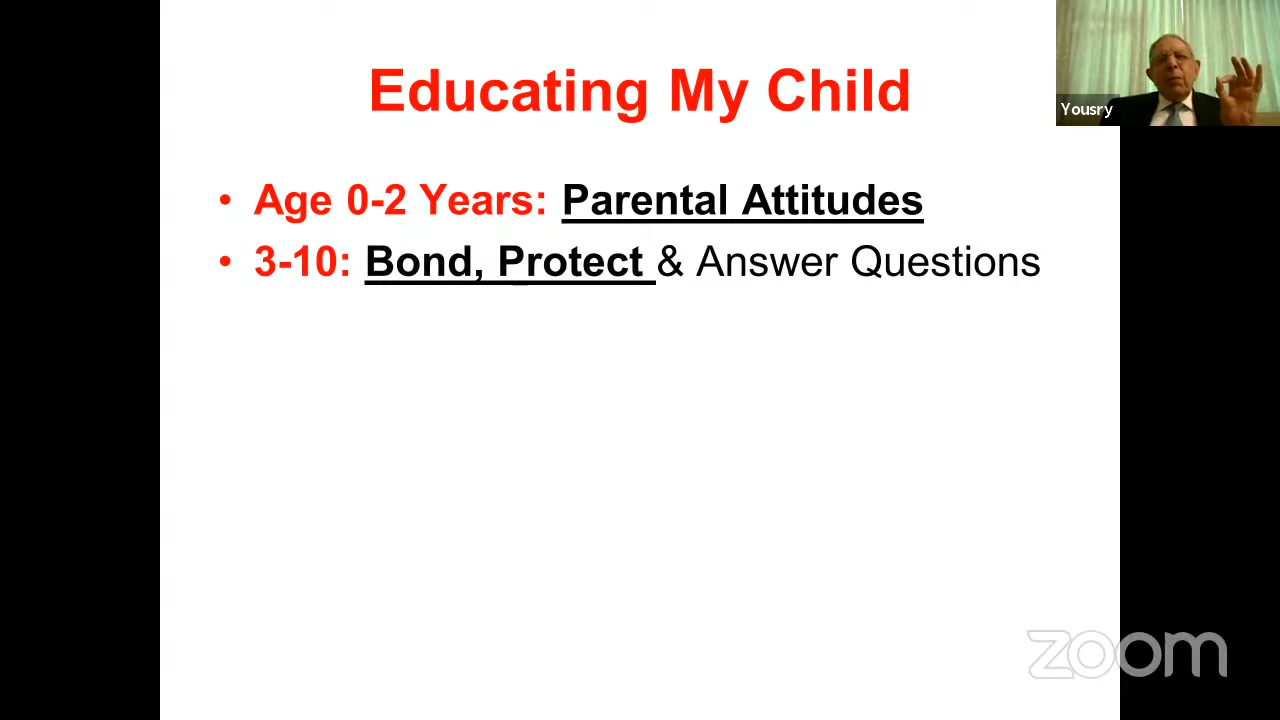 Educating My Child
Yousry
• Age 0-2 Years: Parental Attitudes
• 3-10: Bond, Protect & Answer Questions
zoom